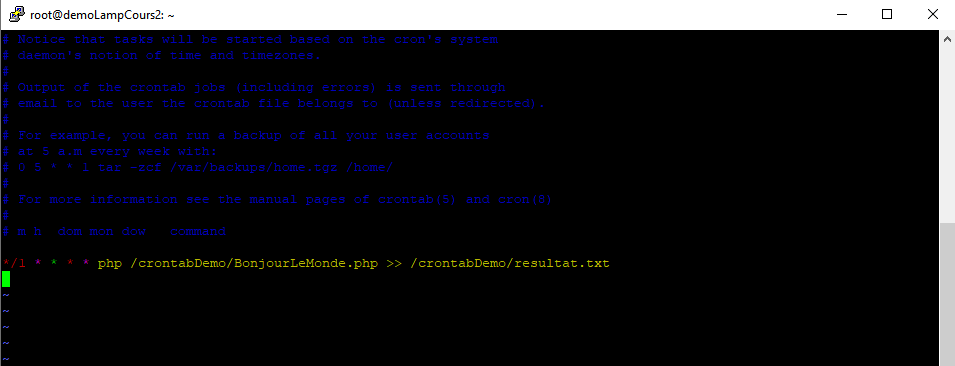 root@demoLampCours2: ~
# Notice that tasks will be started based on the cron's system
# daemon's notion of time and timezones.
#
# Output of the crontab jobs (including errors) is sent through
# email to the user the crontab file belongs to (unless redirected).
#
# For example, you can run a backup of all your user accounts
# at 5 a.m every week with:
# 0 5 * * 1 tar -zcf /var/backups/home.tgz /home/
#
# For more information see the manual pages of crontab(5) and cron(8)
#
# m h  dom mon dow   command
*/1 * * * * php /crontabDemo/BonjourLeMonde.php >> /crontabDemo/resultat.txt
~
~
~
~
~